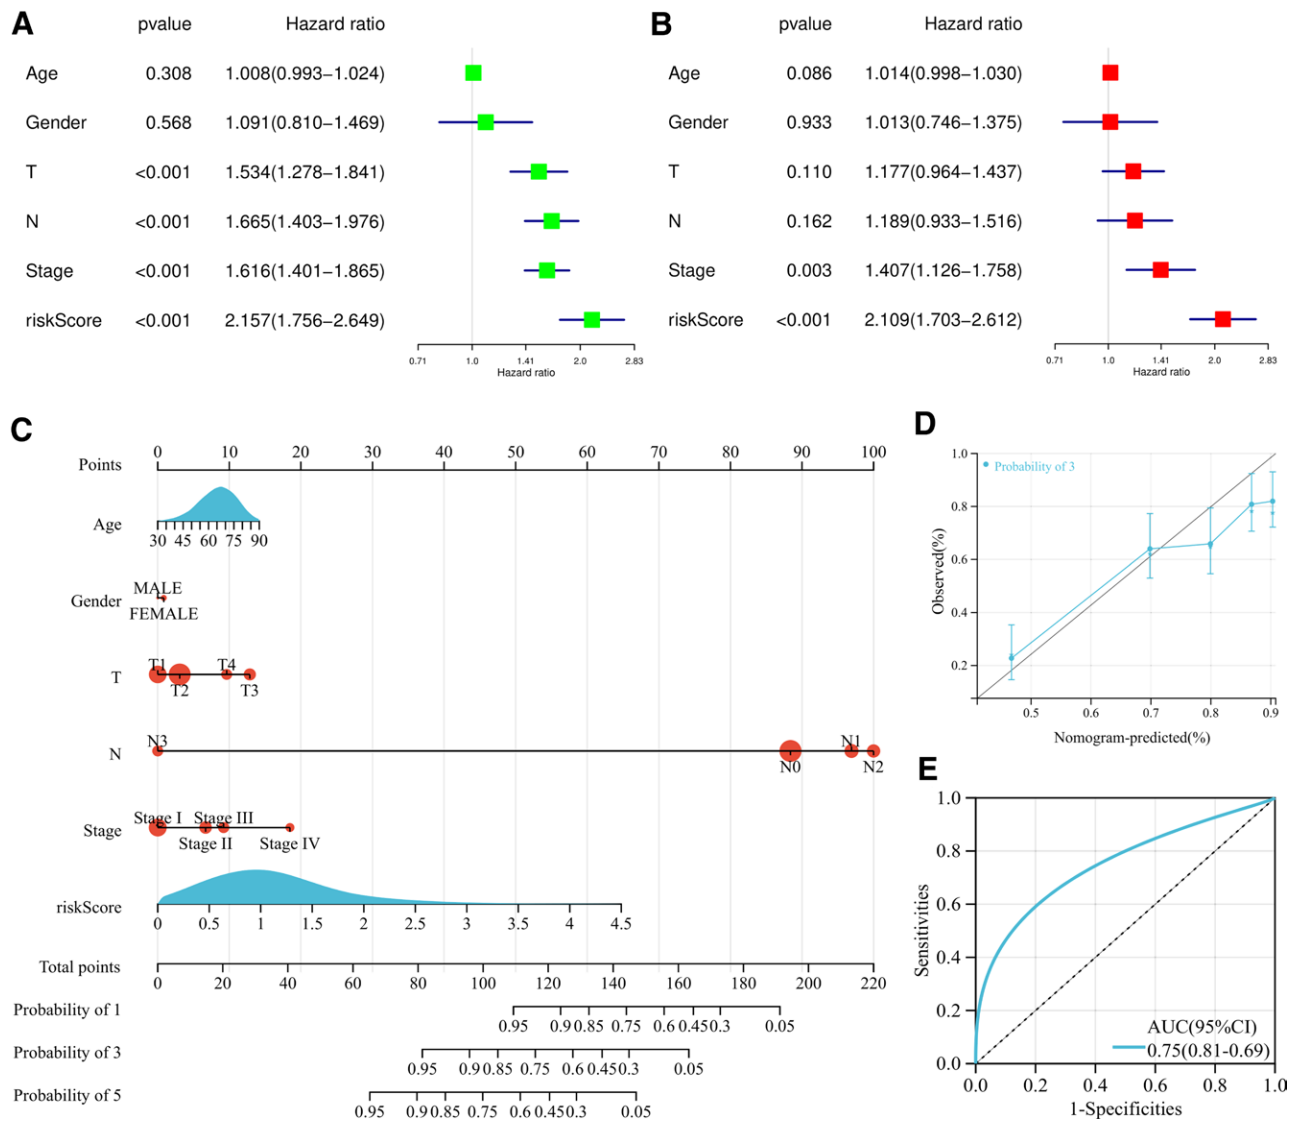 A
pvalue Hazard ratio
Age 0.308 1.008(0.993−1.024)
Gender 0.568 1.091(0.810−1.469)
T <0.001 1.534(1.278−1.841)
N <0.001 1.665(1.403−1.976)
Stage <0.001 1.616(1.401−1.865)
riskScore <0.001 2.157(1.756−2.649)
0.71 1.0 1.41 2.0 2.83
Hazard ratio
B
pvalue Hazard ratio
Age 0.086 1.014(0.998−1.030)
Gender 0.933 1.013(0.746−1.375)
T 0.110 1.177(0.964−1.437)
N 0.162 1.189(0.933−1.516)
Stage 0.003 1.407(1.126−1.758)
riskScore <0.001 2.109(1.703−2.612)
0.71 1.0 1.41 2.0 2.83
Hazard ratio
C
Points 0 10 20 30 40 50 60 70 80 90 100
Age
30 45 60 75 90
MALE
Gender
FEMALE
T1 T4
T
T2 T3
N3 N1
N
N0 N2
Stage I Stage III
Stage
Stage II Stage IV
riskScore
0 0.5 1 1.5 2 2.5 3 3.5 4 4.5
Total points
0 20 40 60 80 100 120 140 160 180 200 220
Probability of 1
0.95 0.9 0.85 0.75 0.6 0.45 0.3 0.05
Probability of 3
0.95 0.9 0.85 0.75 0.6 0.45 0.3 0.05
Probability of 5
0.95 0.9 0.85 0.75 0.6 0.45 0.3 0.05
D
Probability of 3
Observed(%)
1.0
0.8
0.6
0.4
0.2
0.5 0.6 0.7 0.8 0.9
Nomogram-predicted(%)
E
Sensitivities
1.0
0.8
0.6
0.4
0.2
0.0
AUC(95%CI)
0.75(0.81-0.69)
0.0 0.2 0.4 0.6 0.8 1.0
1-Specificities